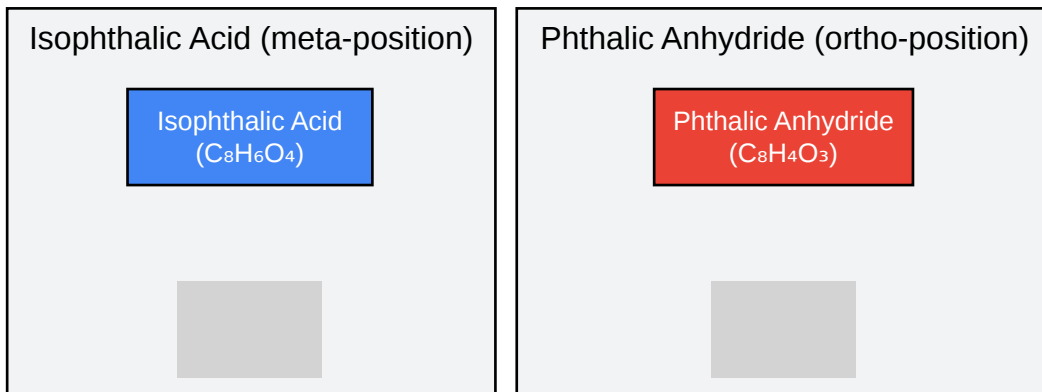 Isophthalic Acid (meta-position)
Isophthalic Acid
(C₈H₆O₄)
Phthalic Anhydride (ortho-position)
Phthalic Anhydride
(C₈H₄O₃)